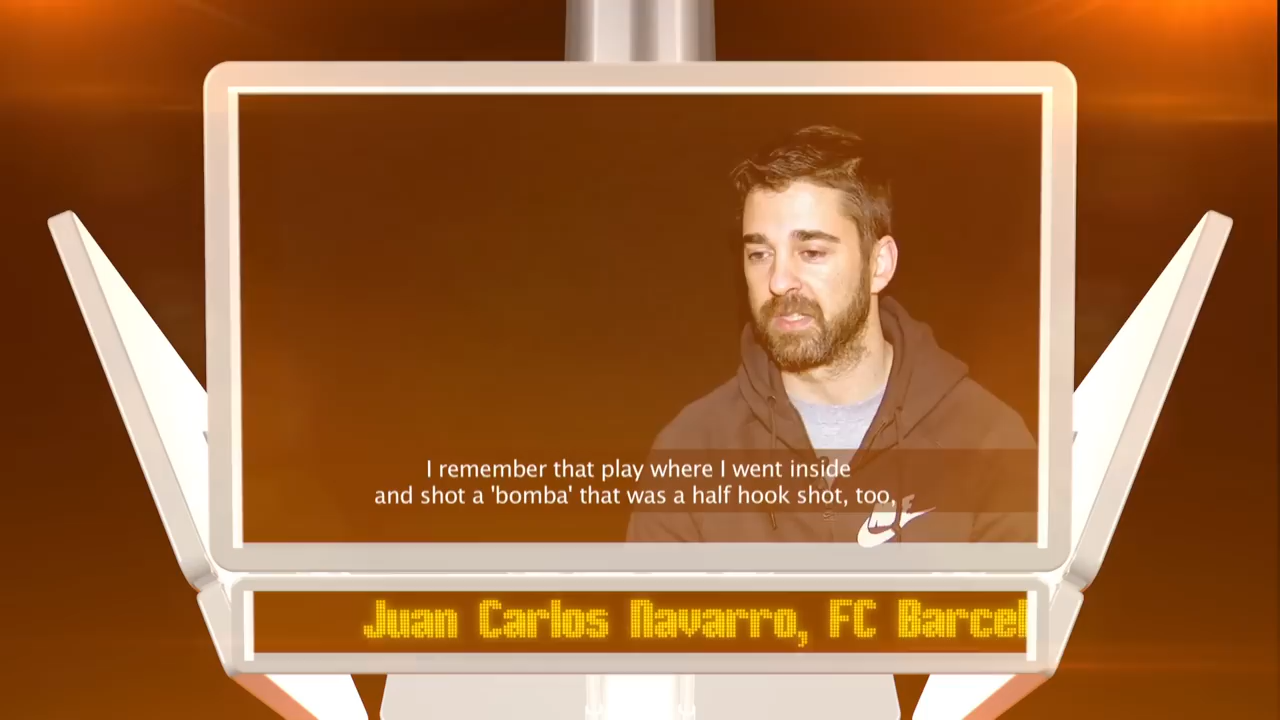 I remember that play where I went inside
and shot a 'bomba' that was a half hook shot, too,
Juan Carlos Navarro, FC Barcel